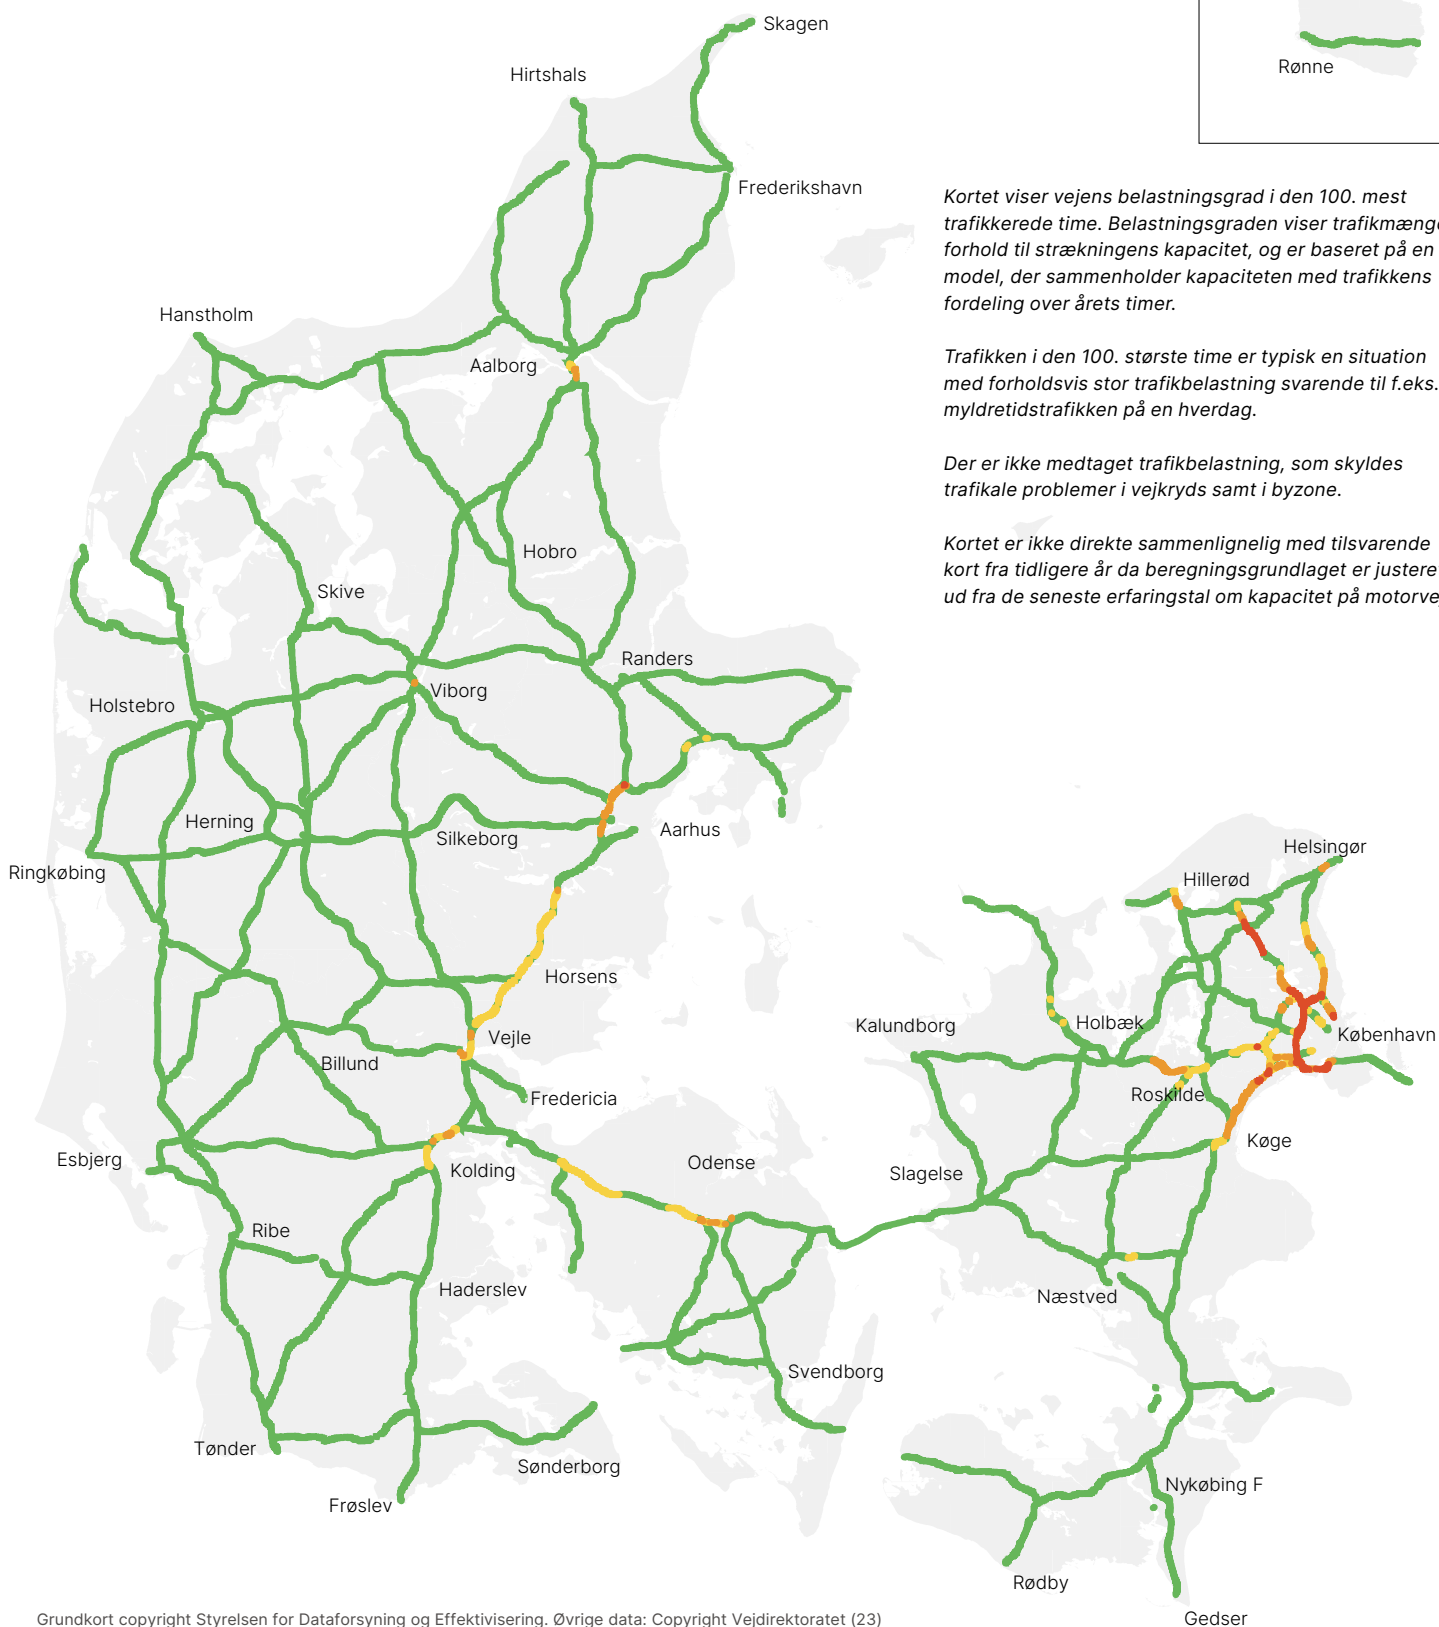 Skagen
Hirtshals
Rønne
Frederikshavn
Kortet viser vejens belastningsgrad i den 100. mest
trafikkerede time. Belastningsgraden viser trafikmængde
forhold til strækningens kapacitet, og er baseret på en
model, der sammenholder kapaciteten med trafikkens
fordeling over årets timer.
Trafikken i den 100. største time er typisk en situation
med forholdsvis stor trafikbelastning svarende til f.eks.
myldretidstrafikken på en hverdag.
Der er ikke medtaget trafikbelastning, som skyldes
trafikale problemer i vejkryds samt i byzone.
Kortet er ikke direkte sammenlignelig med tilsvarende
kort fra tidligere år da beregningsgrundlaget er justere
ud fra de seneste erfaringstal om kapacitet på
Hanstholm
Aalborg
Hobro
Skive
Randers
Viborg
Holstebro
Herning
Silkeborg
Aarhus
Ringkøbing
Helsingør
Hillerød
Horsens
Kalundborg
Holbæk
København
Vejle
Billund
Roskilde
Fredericia
Køge
Esbjerg
Kolding
Odense
Slagelse
Ribe
Haderslev
Næstved
Svendborg
Tønder
Sønderborg
Frøslev
Nykøbing F
Rødby
Gedser
Grundkort copyright Styrelsen for Dataforsyning og Effektivisering. Øvrige data: Copyright Vejdirektoratet (23)